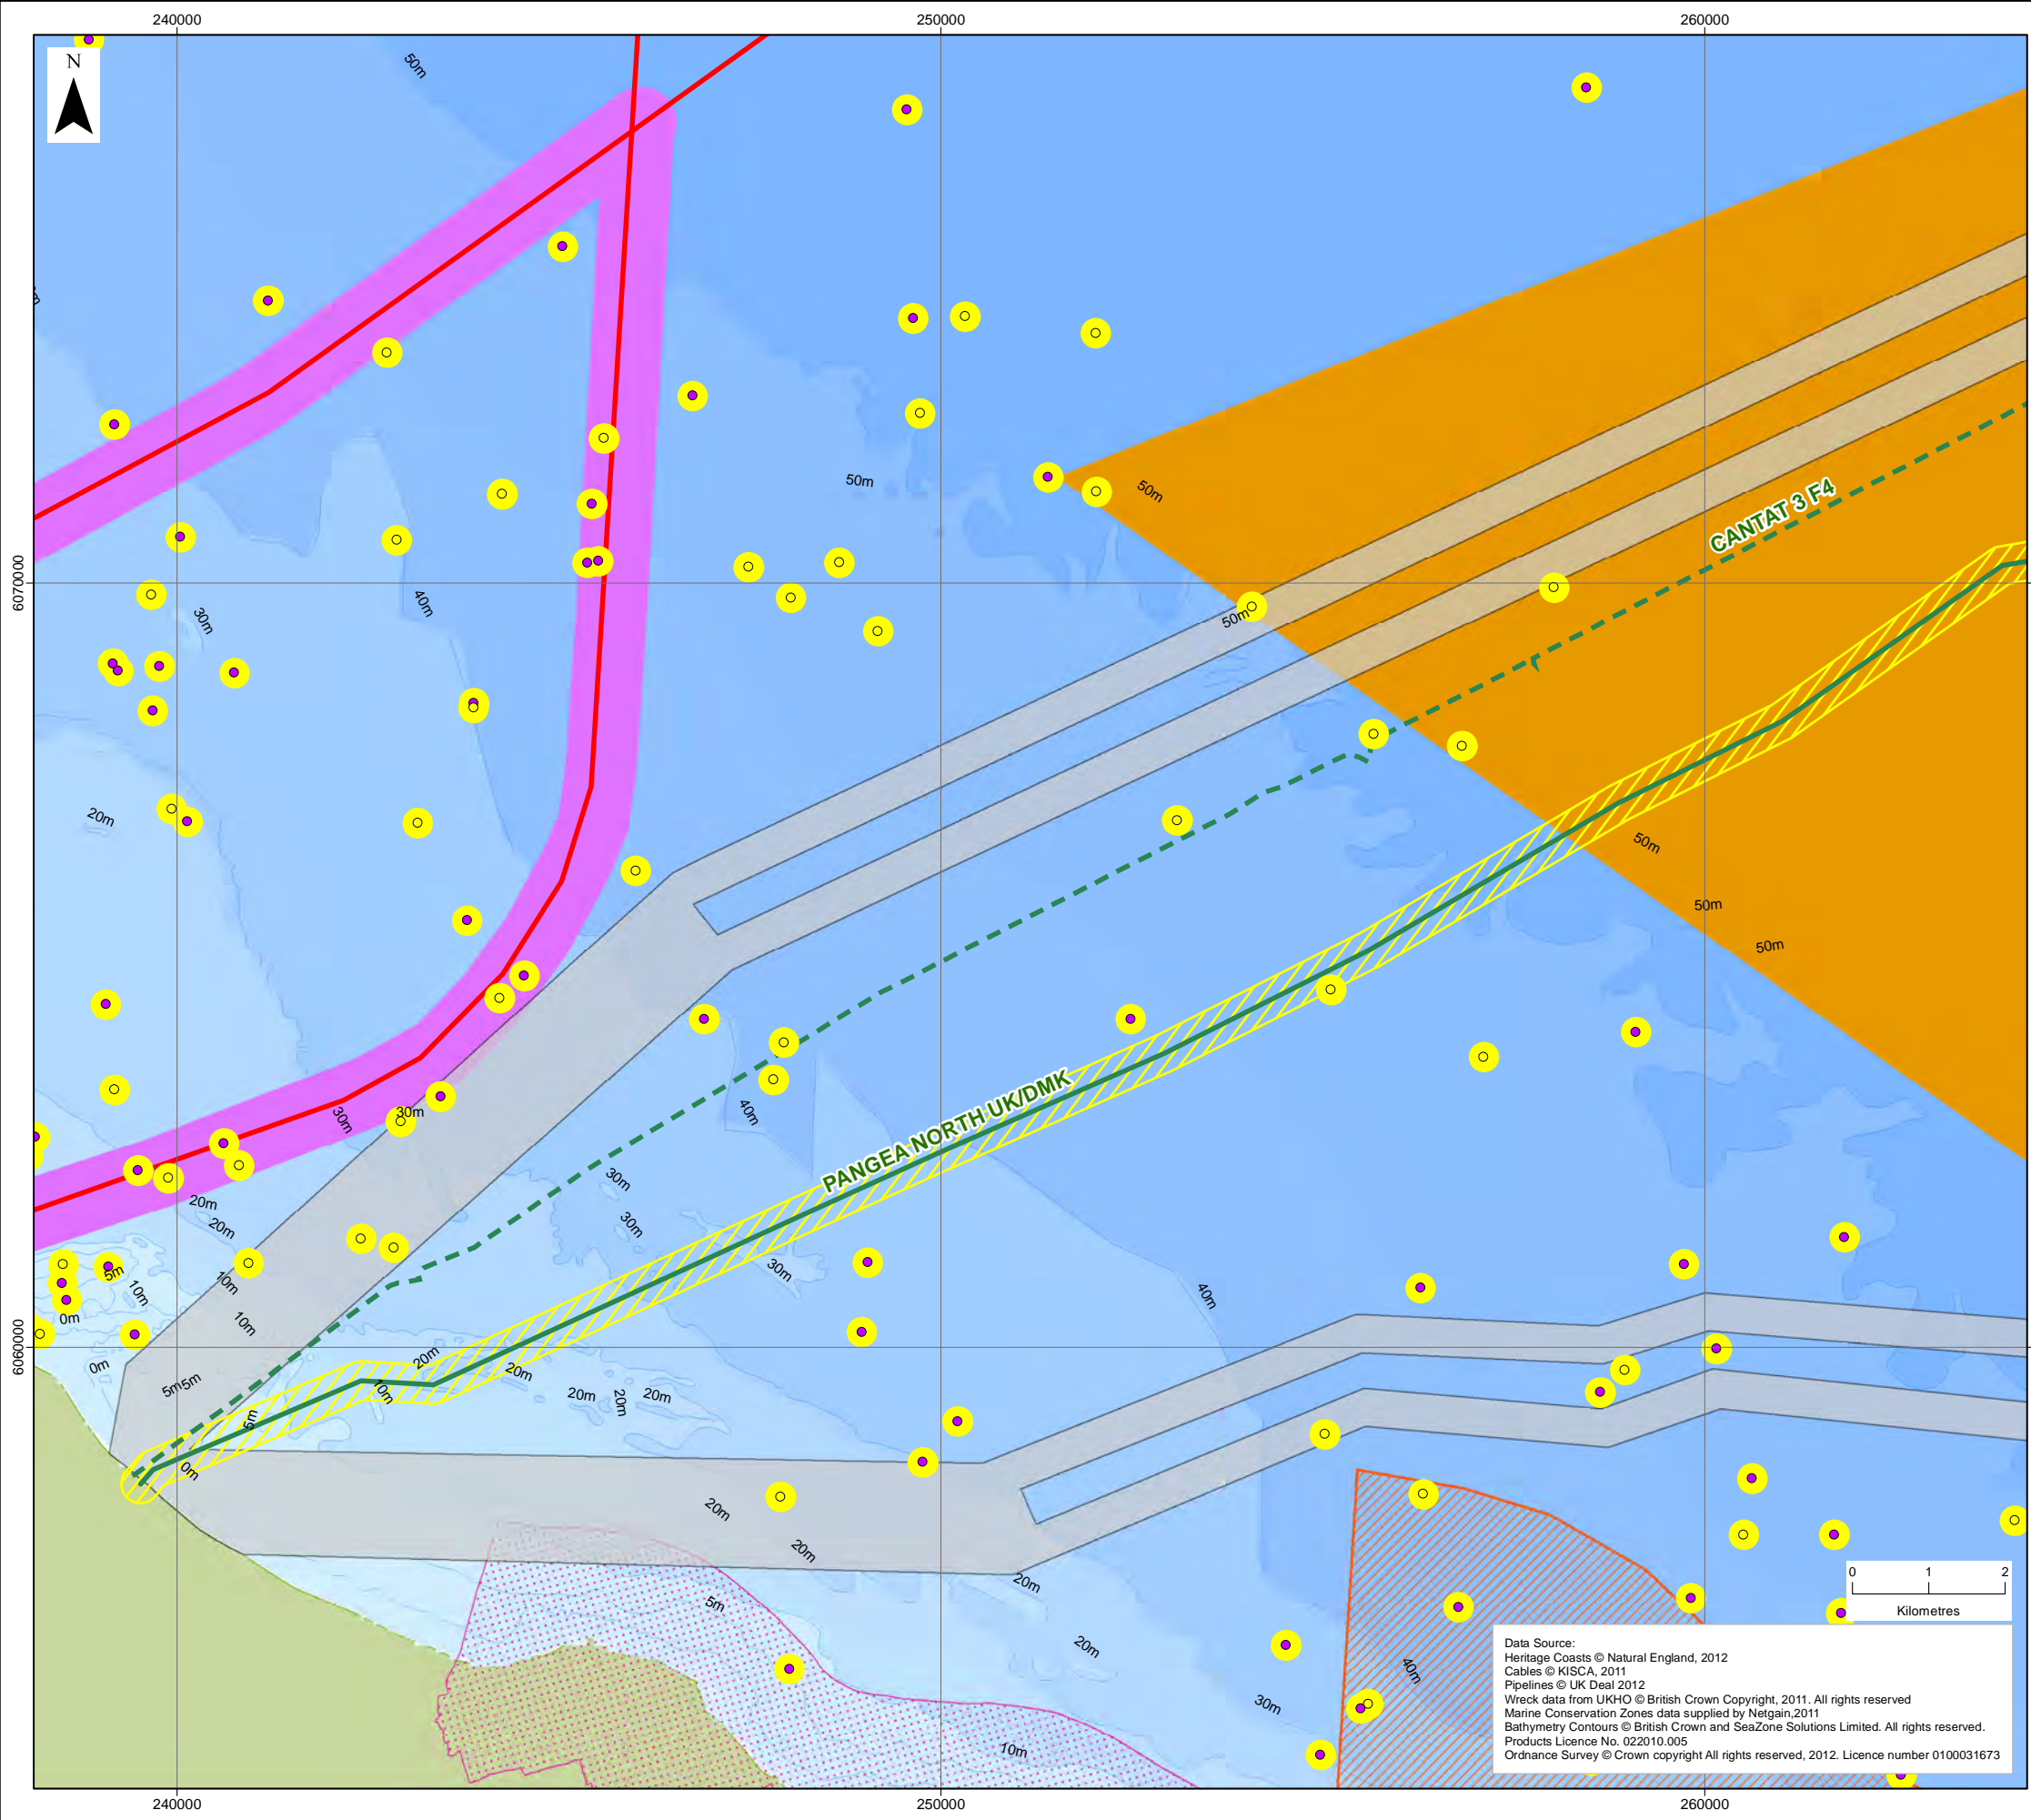 240000
250000
260000
N
50m
m
50m
50m
CANTAT 3 F4
6070000
30m
40m
50m
20m
50m
50m
50m
PANGEA NORTH UK/DMK
40m
30m
30m
30m
20m
20m
30m
30m
30m
5m
10m
10m
10m
40m
0m
0m
6060000
5m
5m
20m
10m
20m
20m
20m
20m
5m
0m
20m
20m
20m
5m
20m
40m
30m
10m
0 1 2
Kilometres
Data Source:
Heritage Coasts © Natural England, 2012
Cables © KISCA, 2011
Pipelines © UK Deal 2012
Wreck data from UKHO © British Crown Copyright, 2011. All rights reserved
Marine Conservation Zones data supplied by Netgain,2011
Bathymetry Contours © British Crown and SeaZone Solutions Limited. All rights reserved.
Products Licence No. 022010.005
Ordnance Survey © Crown copyright All rights reserved, 2012. Licence number 0100031673
240000
250000
260000